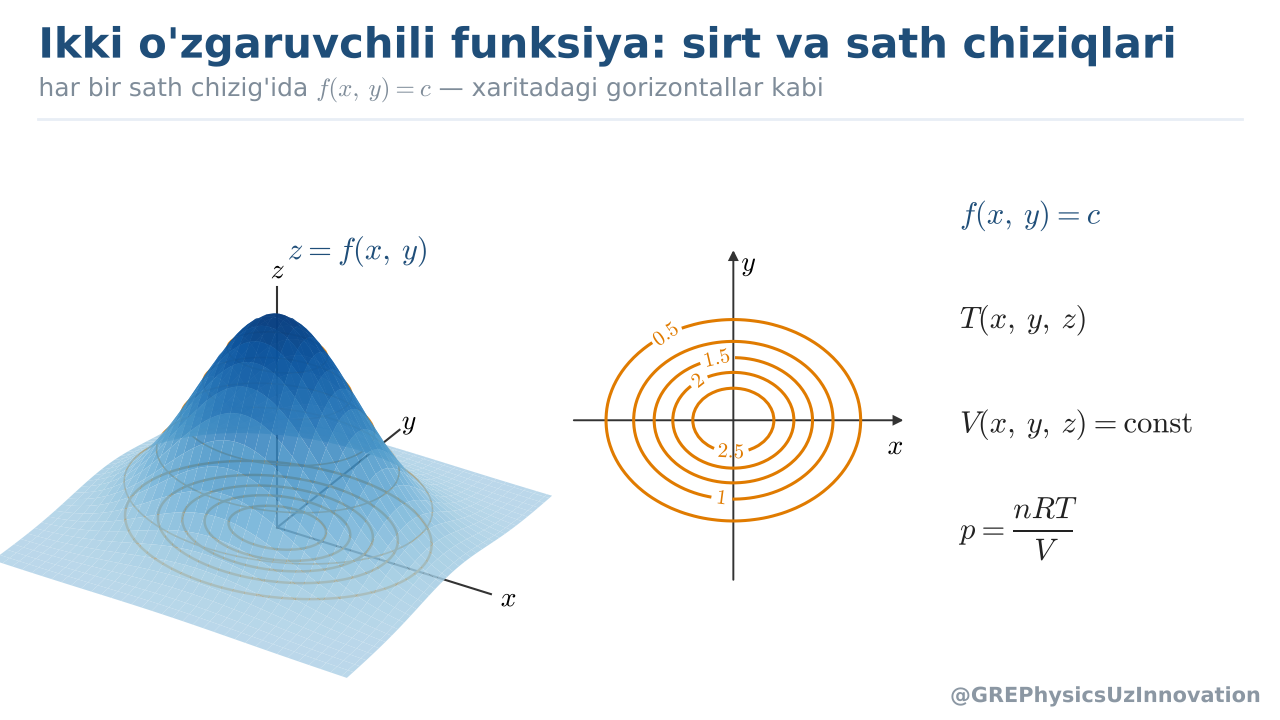 Ikki o'zgaruvchili funksiya: sirt va sath chiziqlari
har bir sath chizig'ida f(x, y) = c — xaritadagi gorizontallar kabi
z = f(x, y)
z
y
x
y
x
0.5
1.5
2
2.5
1
f(x, y) = c
T(x, y, z)
V(x, y, z) = const
p = nRT/V
@GREPhysicsUzInnovation